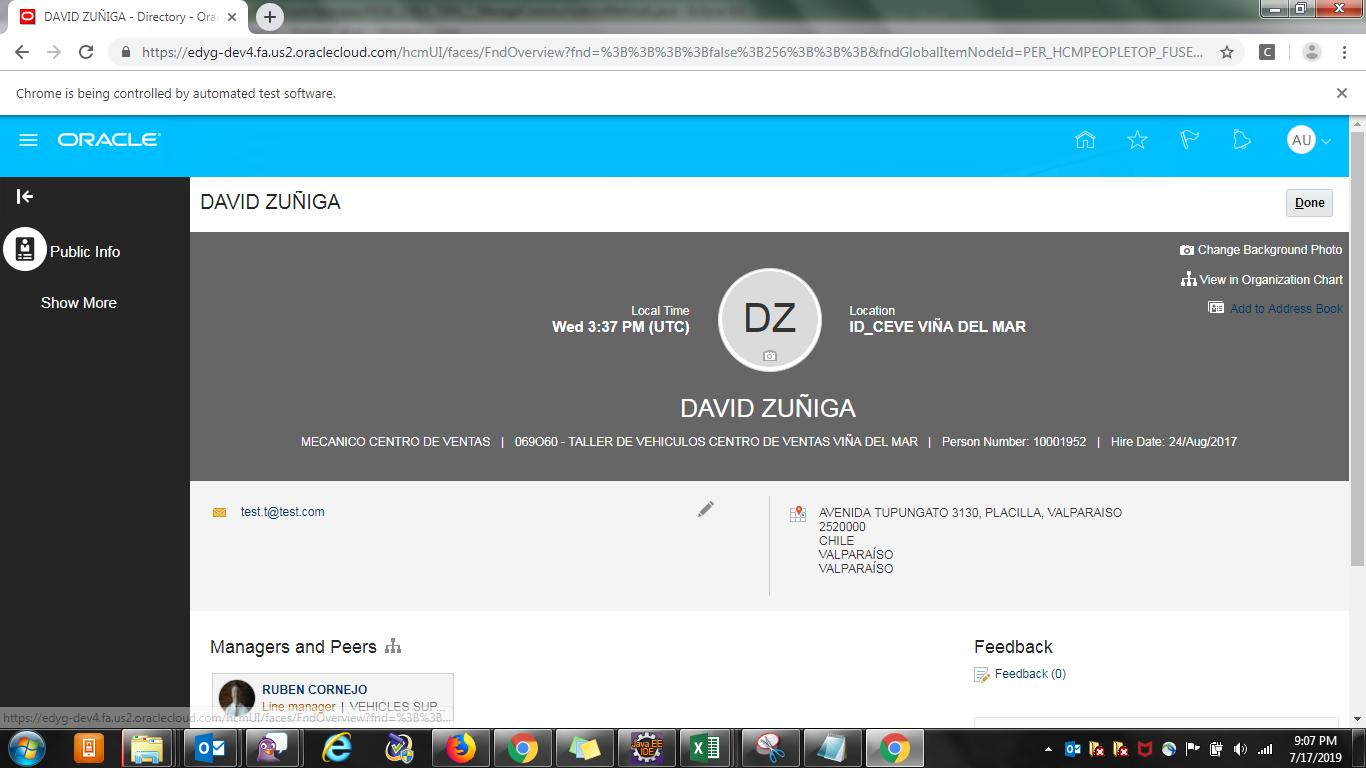 DAVID ZUÑIGA - Directory - Ora
https://edyg-dev4.fa.us2.oraclecloud.com/hcmUI/faces/FndOverview?fnd=%3B%3B%3B%3Bfalse%3B256%3B%3B%3B&fndGlobalItemNodeId=PER_HCMPEOPLETOP_FUSE...
C
Chrome is being controlled by automated test software.
ORACLE
AU
DAVID ZUÑIGA
Done
Public Info
Show More
Change Background Photo
View in Organization Chart
Add to Address Book
Local Time
Wed 3:37 PM (UTC)
DZ
Location
ID_CEVE VIÑA DEL MAR
DAVID ZUÑIGA
MECANICO CENTRO DE VENTAS | 069O60 - TALLER DE VEHICULOS CENTRO DE VENTAS VIÑA DEL MAR | Person Number: 10001952 | Hire Date: 24/Aug/2017
test.t@test.com
AVENIDA TUPUNGATO 3130, PLACILLA, VALPARAISO
2520000
CHILE
VALPARAÍSO
VALPARAÍSO
Managers and Peers
RUBEN CORNEJO
Line manager | VEHICLES SUP...
Feedback
Feedback (0)
https://edyg-dev4.fa.us2.oraclecloud.com/hcmUI/faces/FndOverview?fnd=%3B%3B...
Java EE
IDE
9:07 PM
7/17/2019